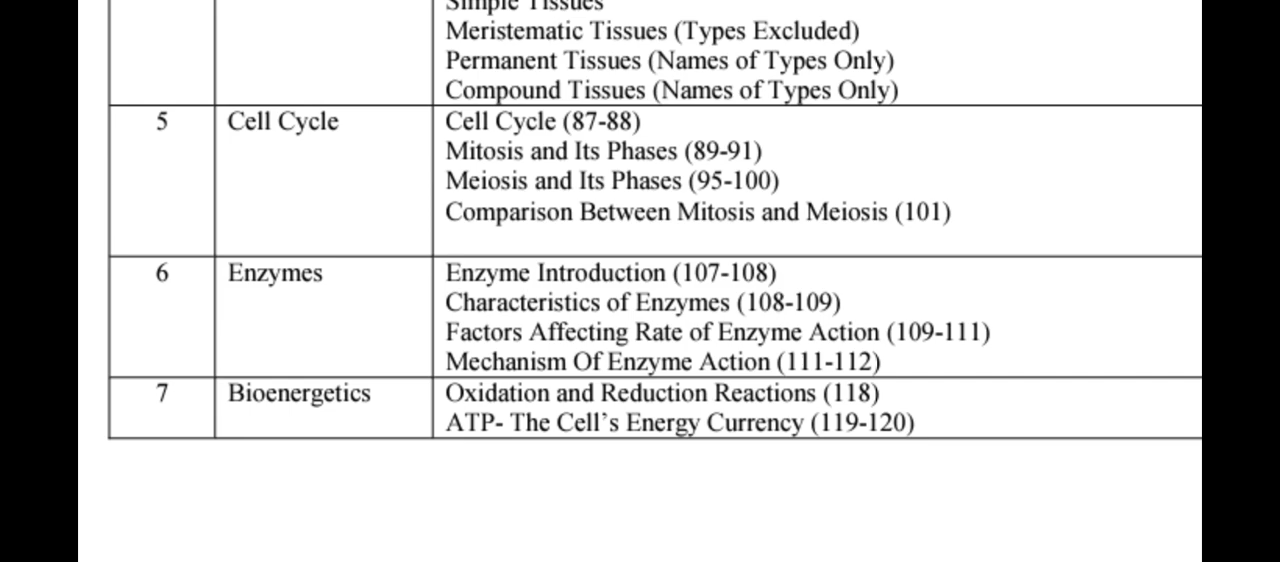 Simple Tissues
Meristematic Tissues (Types Excluded)
Permanent Tissues (Names of Types Only)
Compound Tissues (Names of Types Only)
5 Cell Cycle Cell Cycle (87-88)
Mitosis and Its Phases (89-91)
Meiosis and Its Phases (95-100)
Comparison Between Mitosis and Meiosis (101)
6 Enzymes Enzyme Introduction (107-108)
Characteristics of Enzymes (108-109)
Factors Affecting Rate of Enzyme Action (109-111)
Mechanism Of Enzyme Action (111-112)
7 Bioenergetics Oxidation and Reduction Reactions (118)
ATP- The Cell’s Energy Currency (119-120)